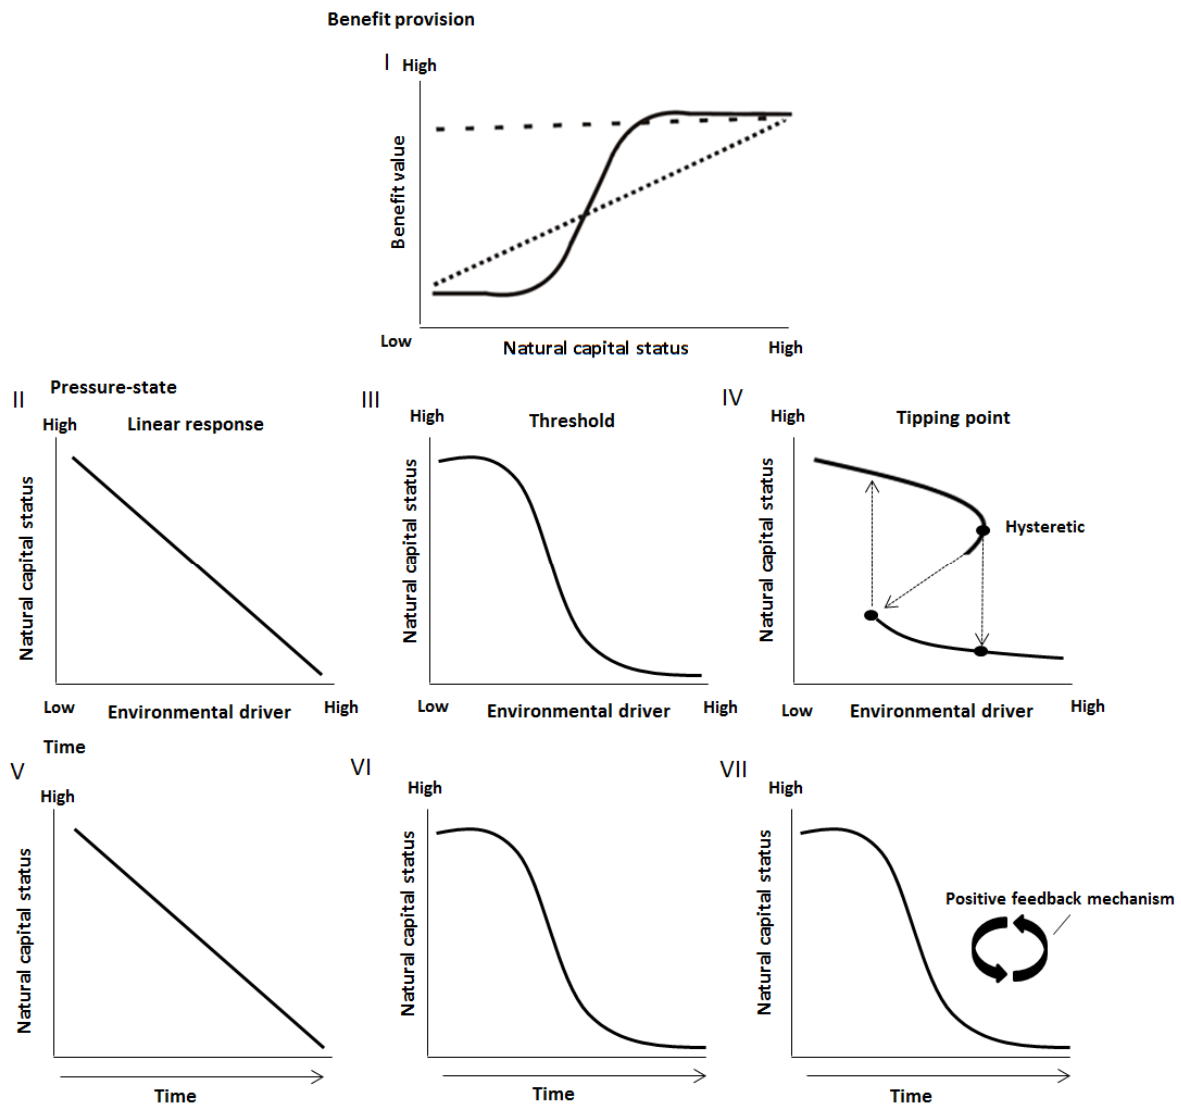 Benefit provision
I
High
Benefit value
Low
Natural capital status
High
Pressure-state
II
High
Linear response
Natural capital status
Low
Environmental driver
High
III
High
Threshold
Natural capital status
Low
Environmental driver
High
IV
High
Tipping point
Natural capital status
Hysteretic
Low
Environmental driver
High
Time
V
High
Natural capital status
Time
VI
High
Natural capital status
Time
VII
High
Natural capital status
Positive feedback mechanism
Time